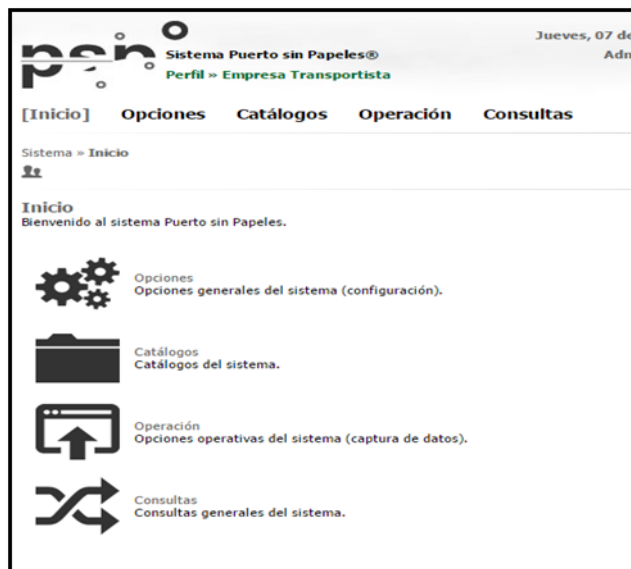 psp
Jueves, 07 de
Sistema Puerto sin Papeles®
Adm
Perfil » Empresa Transportista
[Inicio] Opciones Catálogos Operación Consultas
Sistema » Inicio
Inicio
Bienvenido al sistema Puerto sin Papeles.
Opciones
Opciones generales del sistema (configuración).
Catálogos
Catálogos del sistema.
Operación
Opciones operativas del sistema (captura de datos).
Consultas
Consultas generales del sistema.